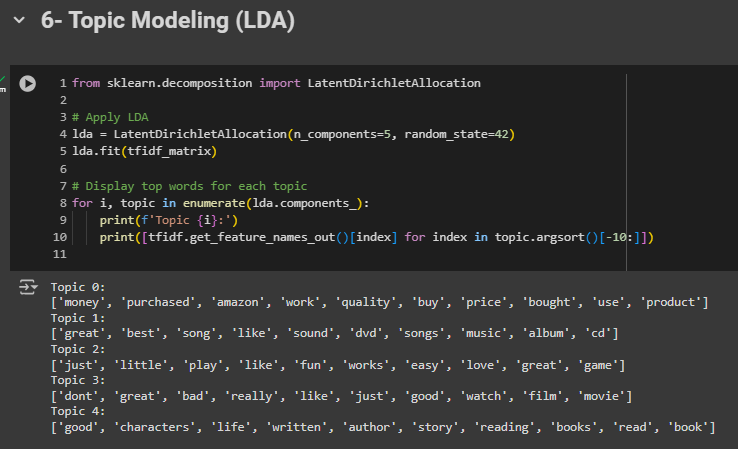 6- Topic Modeling (LDA)
1 from sklearn.decomposition import LatentDirichletAllocation
2
3 # Apply LDA
4 lda = LatentDirichletAllocation(n_components=5, random_state=42)
5 lda.fit(tfidf_matrix)
6
7 # Display top words for each topic
8 for i, topic in enumerate(lda.components_):
9     print(f'Topic {i}:')
10     print([tfidf.get_feature_names_out()[index] for index in topic.argsort()[-10:]])
11
m
Topic 0:
['money', 'purchased', 'amazon', 'work', 'quality', 'buy', 'price', 'bought', 'use', 'product']
Topic 1:
['great', 'best', 'song', 'like', 'sound', 'dvd', 'songs', 'music', 'album', 'cd']
Topic 2:
['just', 'little', 'play', 'like', 'fun', 'works', 'easy', 'love', 'great', 'game']
Topic 3:
['dont', 'great', 'bad', 'really', 'like', 'just', 'good', 'watch', 'film', 'movie']
Topic 4:
['good', 'characters', 'life', 'written', 'author', 'story', 'reading', 'books', 'read', 'book']